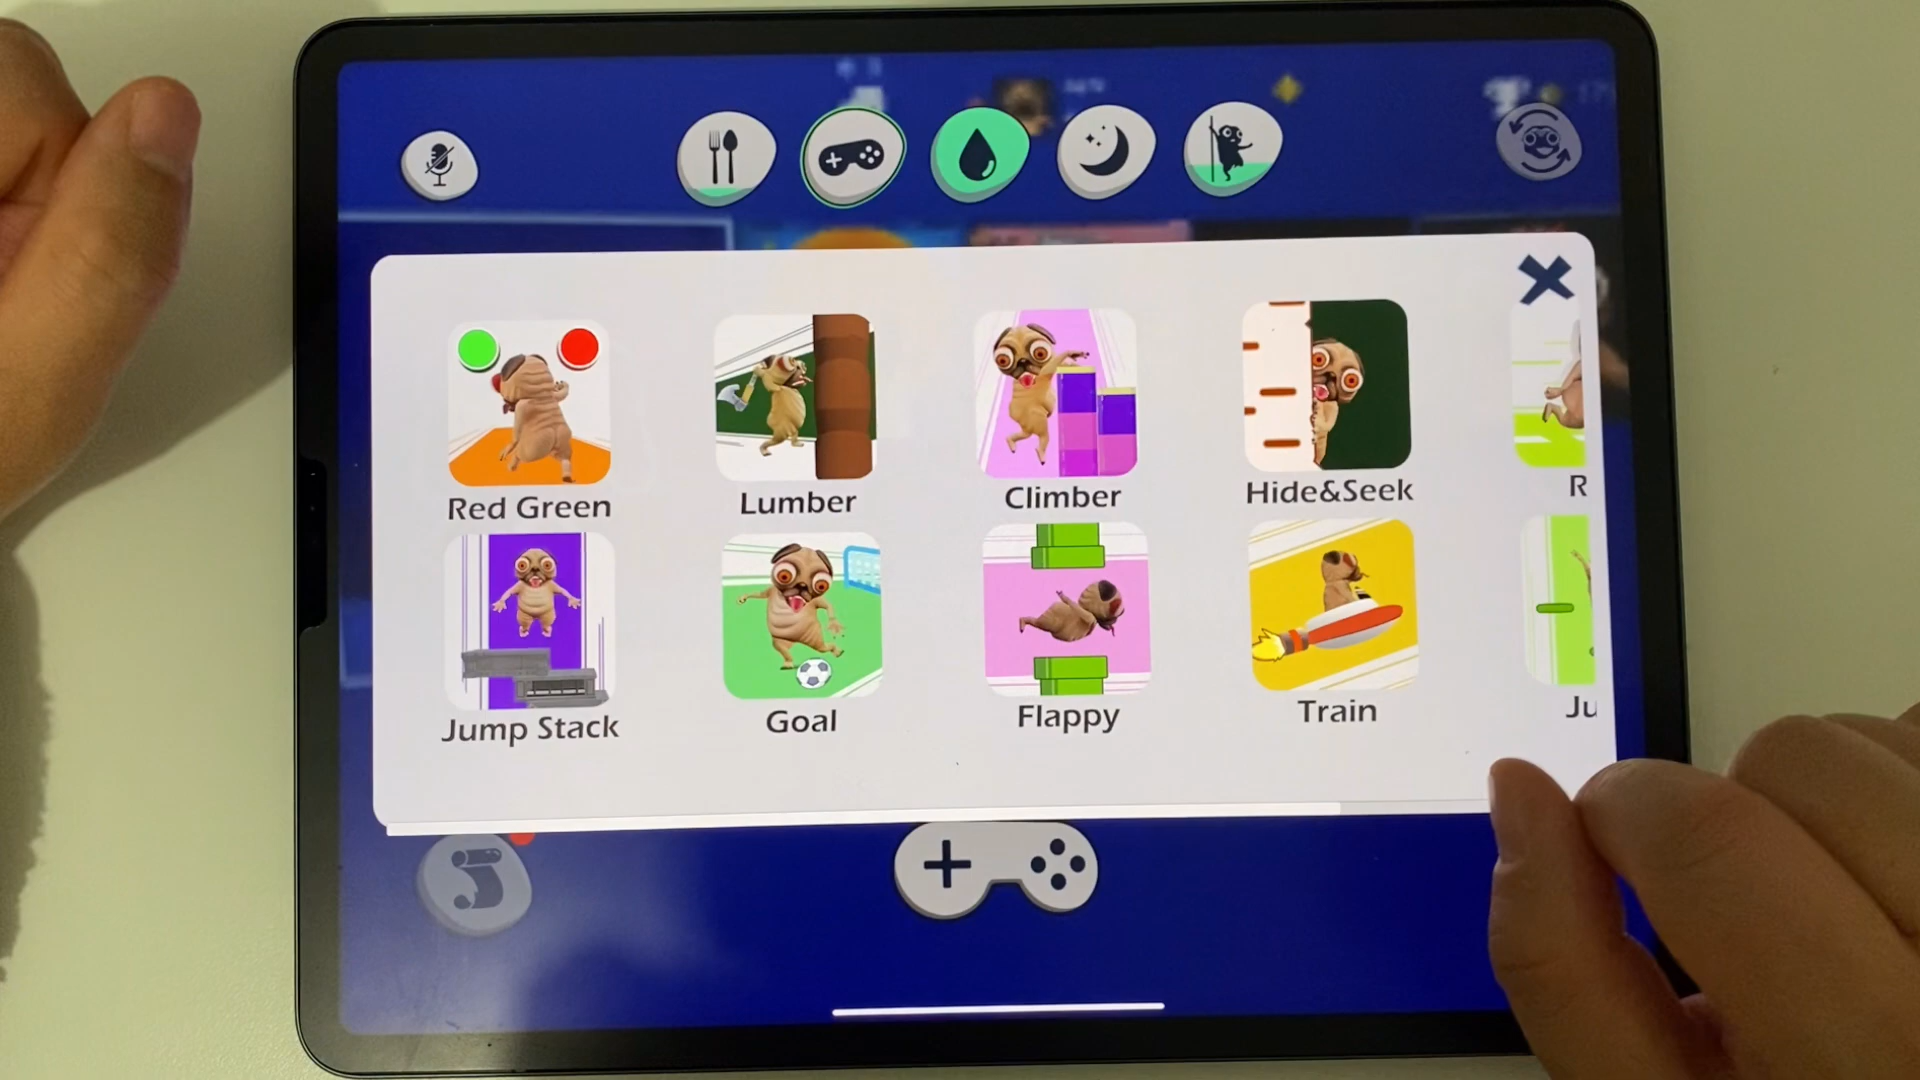 Red Green
Lumber
Climber
Hide&Seek
R
Jump Stack
Goal
Flappy
Train
Ju